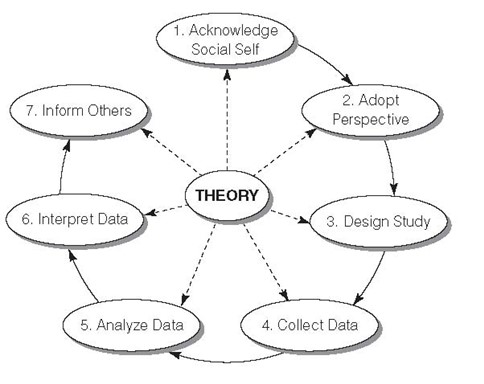 1. Acknowledge
Social Self
2. Adopt
Perspective
7. Inform Others
THEORY
6. Interpret Data
3. Design Study
5. Analyze Data
4. Collect Data